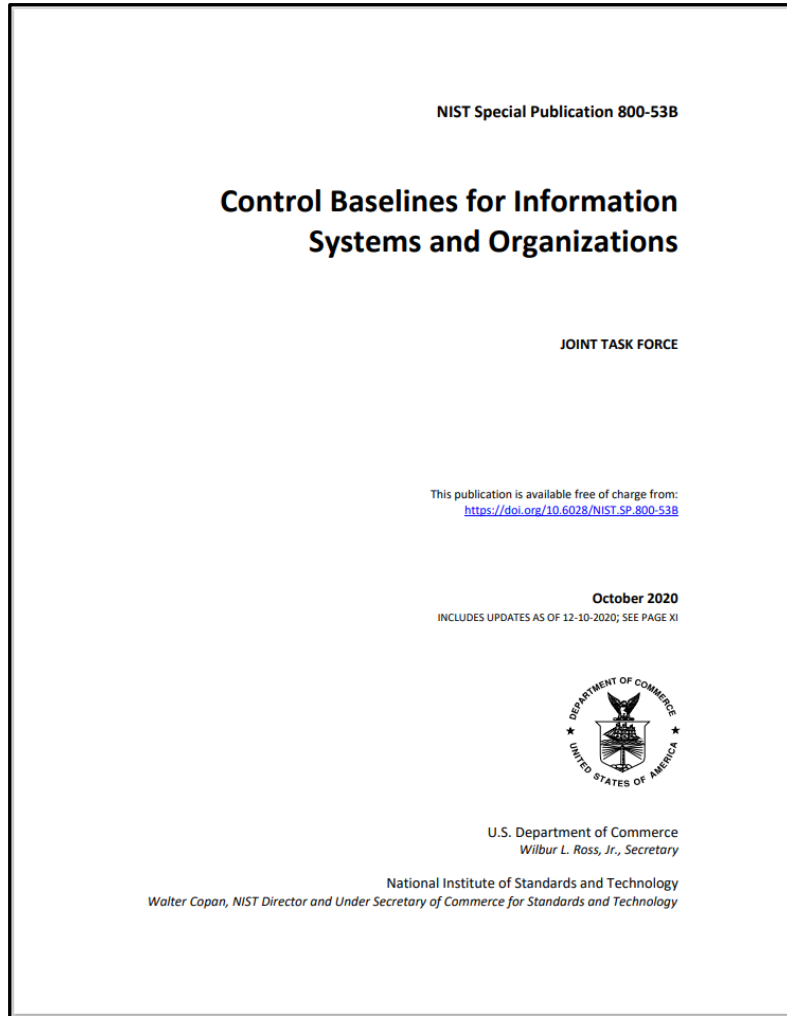 NIST Special Publication 800-53B
Control Baselines for Information
Systems and Organizations
JOINT TASK FORCE
This publication is available free of charge from:
https://doi.org/10.6028/NIST.SP.800-53B
October 2020
INCLUDES UPDATES AS OF 12-10-2020; SEE PAGE XI
DEPARTMENT OF COMMERCE
UNITED STATES OF AMERICA
U.S. Department of Commerce
Wilbur L. Ross, Jr., Secretary
National Institute of Standards and Technology
Walter Copan, NIST Director and Under Secretary of Commerce for Standards and Technology